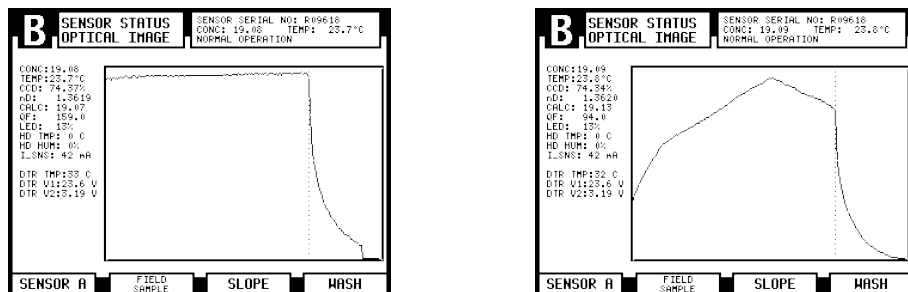 B
SENSOR STATUS
OPTICAL IMAGE
SENSOR SERIAL NO: R09618
CONC: 19.08 TEMP: 23.7°C
NORMAL OPERATION
CONC:19.08
TEMP:23.7°C
CCD: 74.37%
nD: 1.3619
CALC: 19.07
QF: 159.0
LED: 13%
HD TMP: 0 C
HD HUM: 0%
I_SNS: 42 mA
DTR TMP:33 C
DTR V1:23.6 V
DTR V2:3.19 V
SENSOR A
FIELD
SAMPLE
SLOPE
WASH
B
SENSOR STATUS
OPTICAL IMAGE
SENSOR SERIAL NO: R09618
CONC: 19.09 TEMP: 23.8°C
NORMAL OPERATION
CONC:19.09
TEMP:23.8°C
CCD: 74.34%
nD: 1.3620
CALC: 19.13
QF: 94.0
LED: 13%
HD TMP: 0 C
HD HUM: 0%
I_SNS: 42 mA
DTR TMP:32 C
DTR V1:23.6 V
DTR V2:3.19 V
SENSOR A
FIELD
SAMPLE
SLOPE
WASH